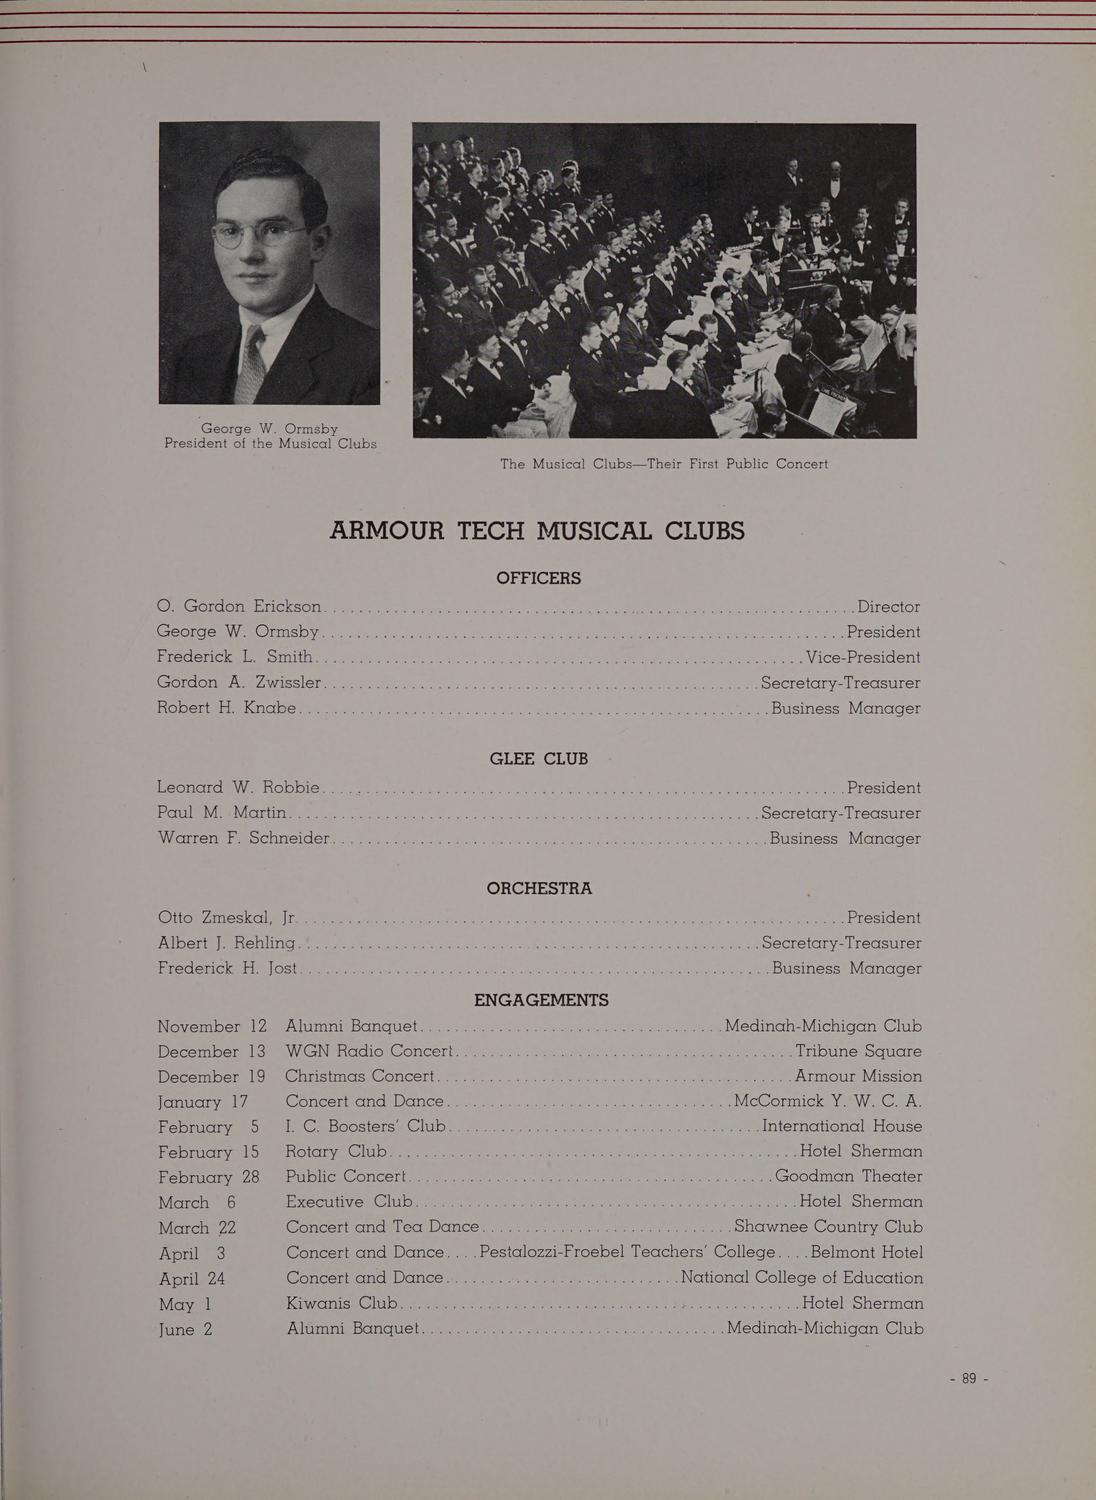 George W. Ormsby
President of the Musical Clubs
The Musical Clubs—Their First Public Concert
ARMOUR TECH MUSICAL CLUBS
OFFICERS
O. Gordon Erickson Director
George W. Ormsby President
Frederick L. Smith Vice-President
Gordon A. Zwissler Secretary-Treasurer
Robert H. Knabe Business Manager
GLEE CLUB
Leonard W. Robbie President
Paul M. Martin Secretary-Treasurer
Warren F. Schneider Business Manager
ORCHESTRA
Otto Zmeskal, Jr. President
Albert J. Rehling Secretary-Treasurer
Frederick H. Jost Business Manager
ENGAGEMENTS
November 12 Alumni Banquet Medinah-Michigan Club
December 13 WGN Radio Concert Tribune Square
December 19 Christmas Concert Armour Mission
January 17 Concert and Dance McCormick Y. W. C. A.
February 5 I. C. Boosters' Club International House
February 15 Rotary Club Hotel Sherman
February 28 Public Concert Goodman Theater
March 6 Executive Club Hotel Sherman
March 22 Concert and Tea Dance Shawnee Country Club
April 3 Concert and Dance....Pestalozzi-Froebel Teachers' College....Belmont Hotel
April 24 Concert and Dance National College of Education
May 1 Kiwanis Club Hotel Sherman
June 2 Alumni Banquet Medinah-Michigan Club
- 89 -